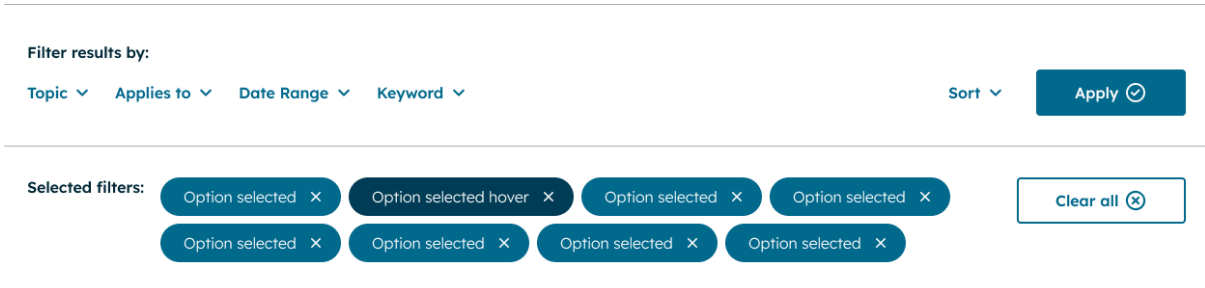 Filter results by:
Topic Applies to Date Range Keyword Sort Apply
Selected filters: Option selected Option selected hover Option selected Option selected Clear all
Option selected Option selected Option selected Option selected